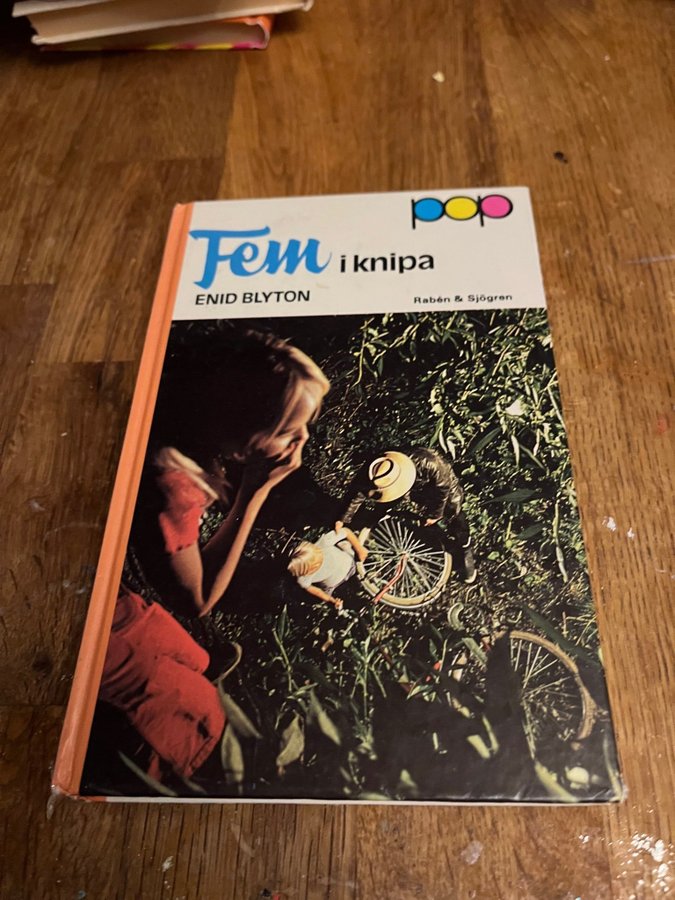 pop
Fem i knipa
ENID BLYTON
Rabén & Sjögren